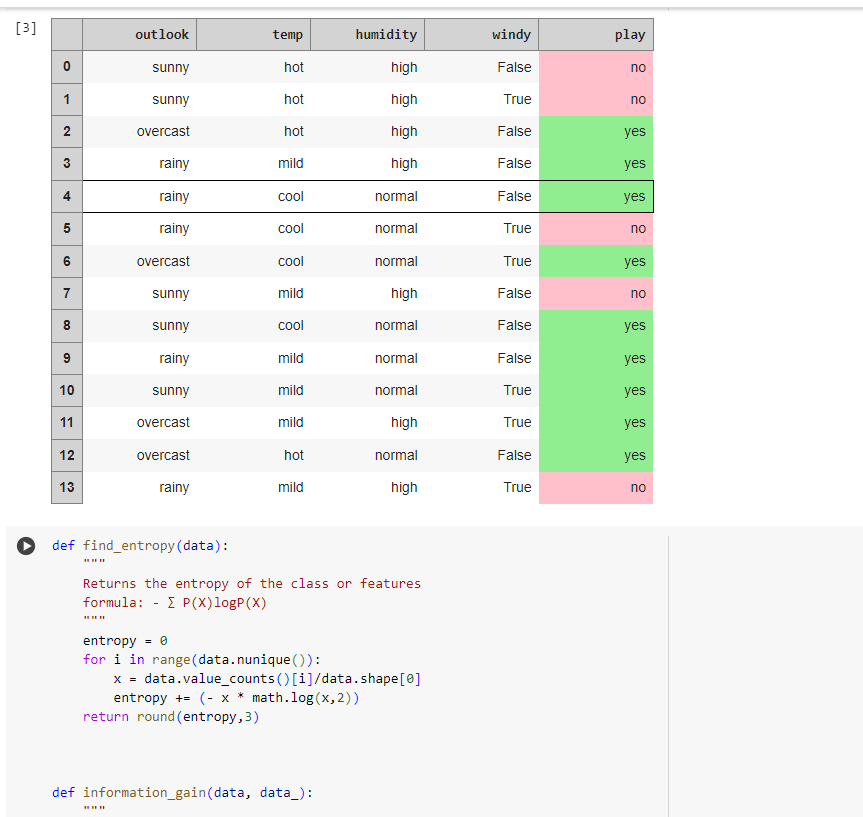 [3]
outlook temp humidity windy play
0 sunny hot high False no
1 sunny hot high True no
2 overcast hot high False yes
3 rainy mild high False yes
4 rainy cool normal False yes
5 rainy cool normal True no
6 overcast cool normal True yes
7 sunny mild high False no
8 sunny cool normal False yes
9 rainy mild normal False yes
10 sunny mild normal True yes
11 overcast mild high True yes
12 overcast hot normal False yes
13 rainy mild high True no
def find_entropy(data):
    """
    Returns the entropy of the class or features
    formula: - ∑ P(X)logP(X)
    """
    entropy = 0
    for i in range(data.nunique()):
        x = data.value_counts()[i]/data.shape[0]
        entropy += (- x * math.log(x,2))
    return round(entropy,3)
def information_gain(data, data_):
    """